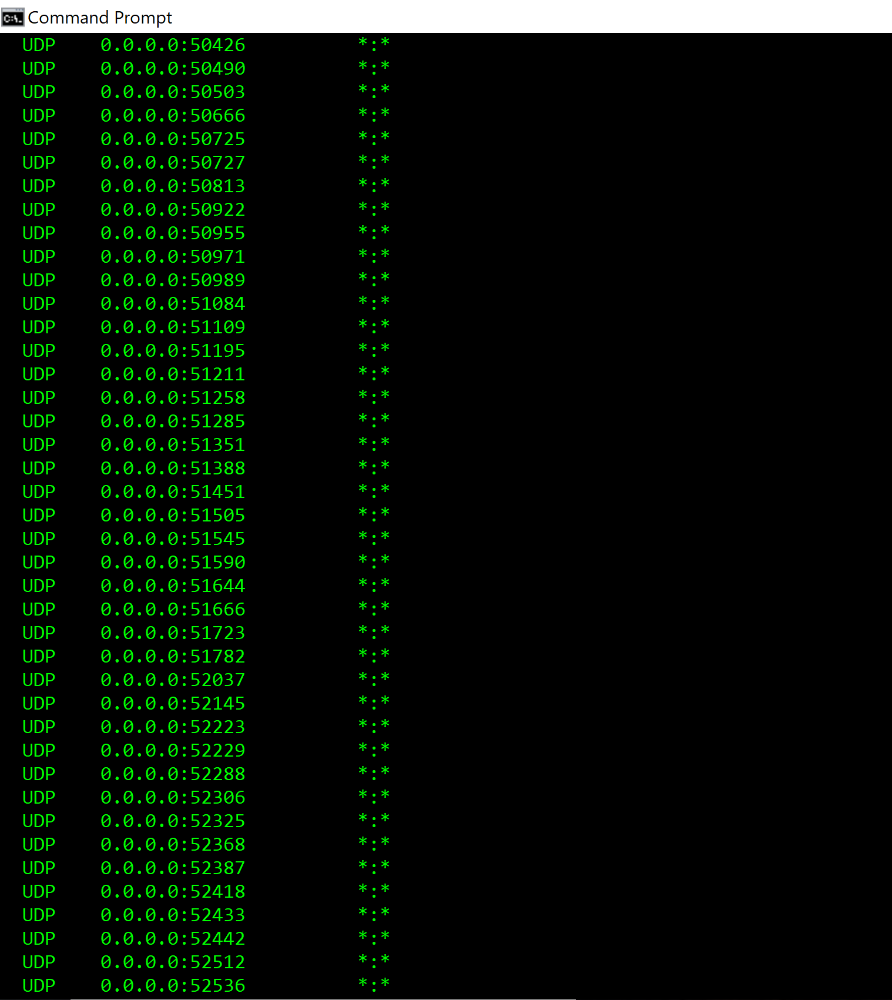 Command Prompt
UDP 0.0.0.0:50426 *:*
UDP 0.0.0.0:50490 *:*
UDP 0.0.0.0:50503 *:*
UDP 0.0.0.0:50666 *:*
UDP 0.0.0.0:50725 *:*
UDP 0.0.0.0:50727 *:*
UDP 0.0.0.0:50813 *:*
UDP 0.0.0.0:50922 *:*
UDP 0.0.0.0:50955 *:*
UDP 0.0.0.0:50971 *:*
UDP 0.0.0.0:50989 *:*
UDP 0.0.0.0:51084 *:*
UDP 0.0.0.0:51109 *:*
UDP 0.0.0.0:51195 *:*
UDP 0.0.0.0:51211 *:*
UDP 0.0.0.0:51258 *:*
UDP 0.0.0.0:51285 *:*
UDP 0.0.0.0:51351 *:*
UDP 0.0.0.0:51388 *:*
UDP 0.0.0.0:51451 *:*
UDP 0.0.0.0:51505 *:*
UDP 0.0.0.0:51545 *:*
UDP 0.0.0.0:51590 *:*
UDP 0.0.0.0:51644 *:*
UDP 0.0.0.0:51666 *:*
UDP 0.0.0.0:51723 *:*
UDP 0.0.0.0:51782 *:*
UDP 0.0.0.0:52037 *:*
UDP 0.0.0.0:52145 *:*
UDP 0.0.0.0:52223 *:*
UDP 0.0.0.0:52229 *:*
UDP 0.0.0.0:52288 *:*
UDP 0.0.0.0:52306 *:*
UDP 0.0.0.0:52325 *:*
UDP 0.0.0.0:52368 *:*
UDP 0.0.0.0:52387 *:*
UDP 0.0.0.0:52418 *:*
UDP 0.0.0.0:52433 *:*
UDP 0.0.0.0:52442 *:*
UDP 0.0.0.0:52512 *:*
UDP 0.0.0.0:52536 *:*